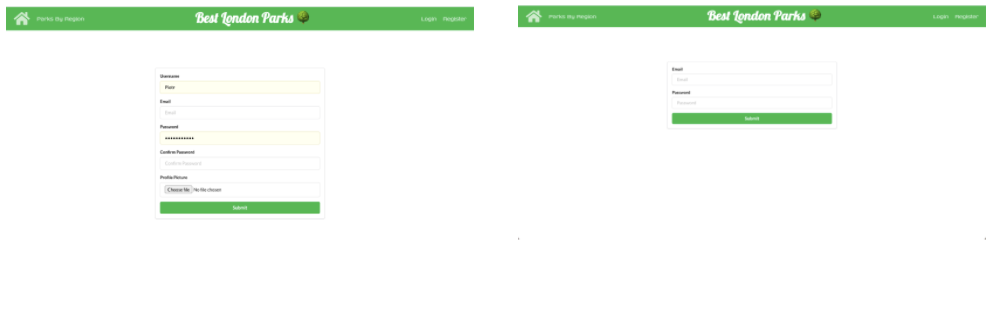 Parks By Region
Best London Parks
Login Register
Username
Piotr
Email
Email
Password
•••••••••••
Confirm Password
Confirm Password
Profile Picture
Choose file No file chosen
Submit
Parks By Region
Best London Parks
Login Register
Email
Email
Password
Password
Submit